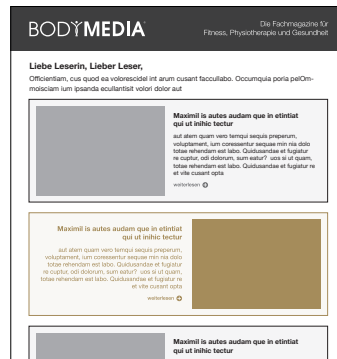 BODYMEDIA
Die Fachmagazine für
Fitness, Physiotherapie und Gesundheit
Liebe Leserin, Lieber Leser,
Officientiam, cus quod ea volorescidel int arum cusant faccullabo. Occumquia poria pelOm-
moisciam ium ipsanda ecullantisit volori dolor aut
Maximil is autes audam que in etintiat
qui ut inihic tectur
aut atem quam vero temqui sequis preperum,
voluptament, ium coressentur sequae min nia dolo
totae rehendam est labo. Quidusandae et fugiatur
re cuptur, odi dolorum, sum eatur? uos si ut quam,
totae rehendam est labo. Quidusandae et fugiatur re
et vite cusant opta
weiterlesen
Maximil is autes audam que in etintiat
qui ut inihic tectur
aut atem quam vero temqui sequis preperum,
voluptament, ium coressentur sequae min nia dolo
totae rehendam est labo. Quidusandae et fugiatur
re cuptur, odi dolorum, sum eatur? uos si ut quam,
totae rehendam est labo. Quidusandae et fugiatur re
et vite cusant opta
weiterlesen
Maximil is autes audam que in etintiat
qui ut inihic tectur